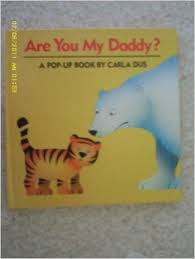 Are You My Daddy?
A POP-UP BOOK BY CARLA DIJS